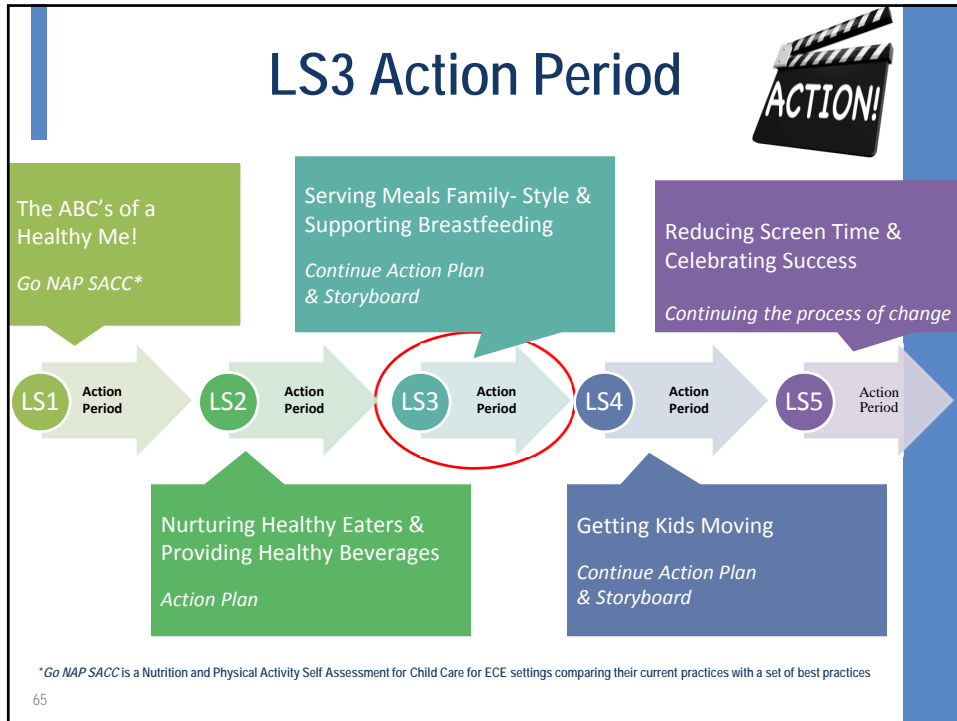 LS3 Action Period
ACTION!
The ABC's of a
Healthy Me!
Go NAP SACC*
Serving Meals Family- Style &
Supporting Breastfeeding
Continue Action Plan
& Storyboard
Reducing Screen Time &
Celebrating Success
Continuing the process of change
LS1
Action
Period
LS2
Action
Period
LS3
Action
Period
LS4
Action
Period
LS5
Action
Period
Nurturing Healthy Eaters &
Providing Healthy Beverages
Action Plan
Getting Kids Moving
Continue Action Plan
& Storyboard
*Go NAP SACC is a Nutrition and Physical Activity Self Assessment for Child Care for ECE settings comparing their current practices with a set of best practices
65